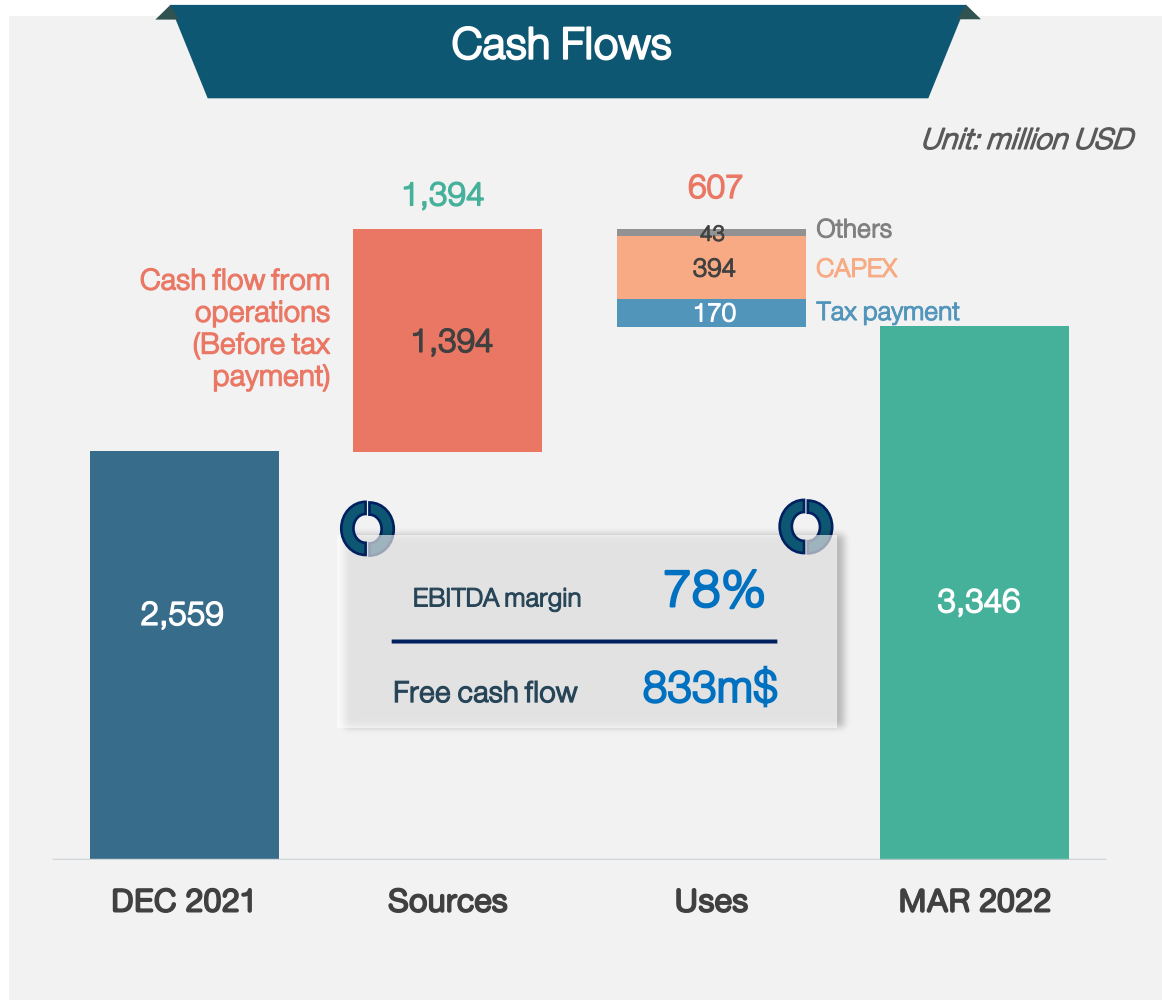 Cash Flows
Unit: million USD
1,394
607
43
Others
Cash flow from
operations
(Before tax
payment)
1,394
394
CAPEX
170
Tax payment
2,559
EBITDA margin
78%
Free cash flow
833m$
3,346
DEC 2021
Sources
Uses
MAR 2022